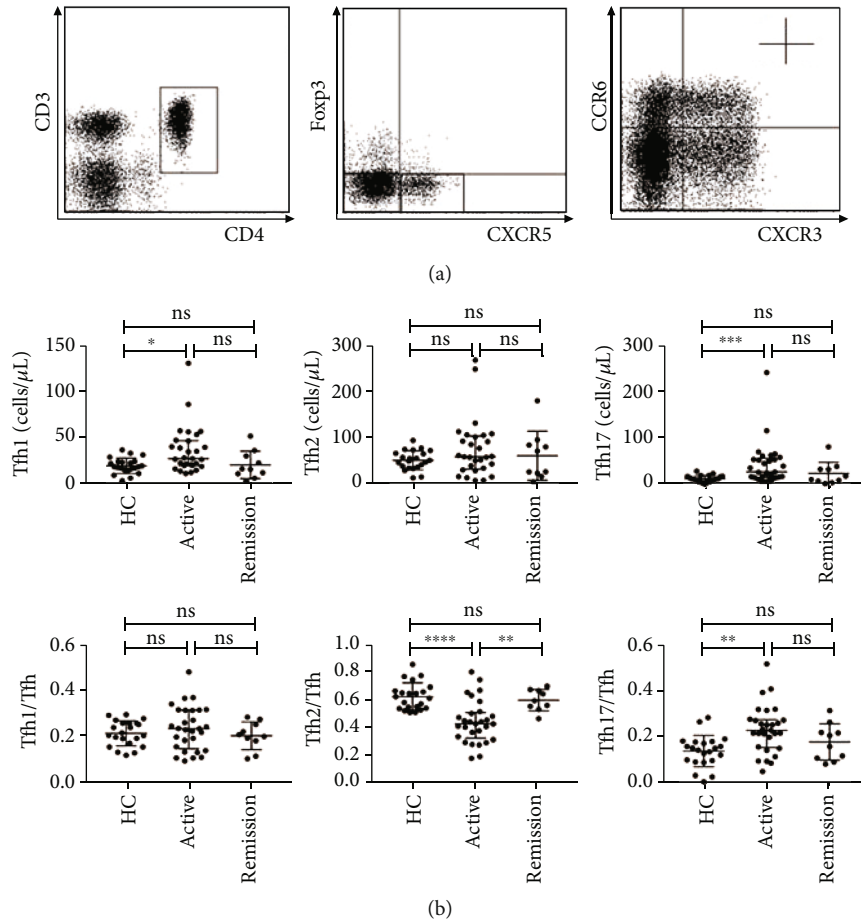 CD3
CD4
Foxp3
CXCR5
CCR6
CXCR3
(a)
ns
*
ns
Tfh1 (cells/μL)
150
100
50
0
HC
Active
Remission
ns
ns
ns
Tfh2 (cells/μL)
300
200
100
0
HC
Active
Remission
ns
***
ns
Tfh17 (cells/μL)
300
200
100
0
HC
Active
Remission
ns
ns
ns
Tfh1/Tfh
0.6
0.4
0.2
0.0
HC
Active
Remission
ns
****
**
Tfh2/Tfh
1.0
0.8
0.6
0.4
0.2
0.0
HC
Active
Remission
ns
**
ns
Tfh17/Tfh
0.6
0.4
0.2
0.0
HC
Active
Remission
(b)